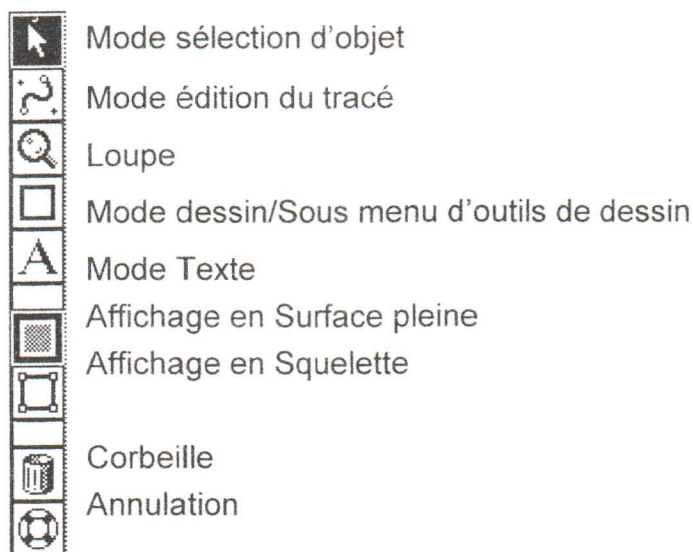 Mode sélection d'objet
Mode édition du tracé
Loupe
Mode dessin/Sous menu d'outils de dessin
A Mode Texte
Affichage en Surface pleine
Affichage en Squelette
Corbeille
Annulation